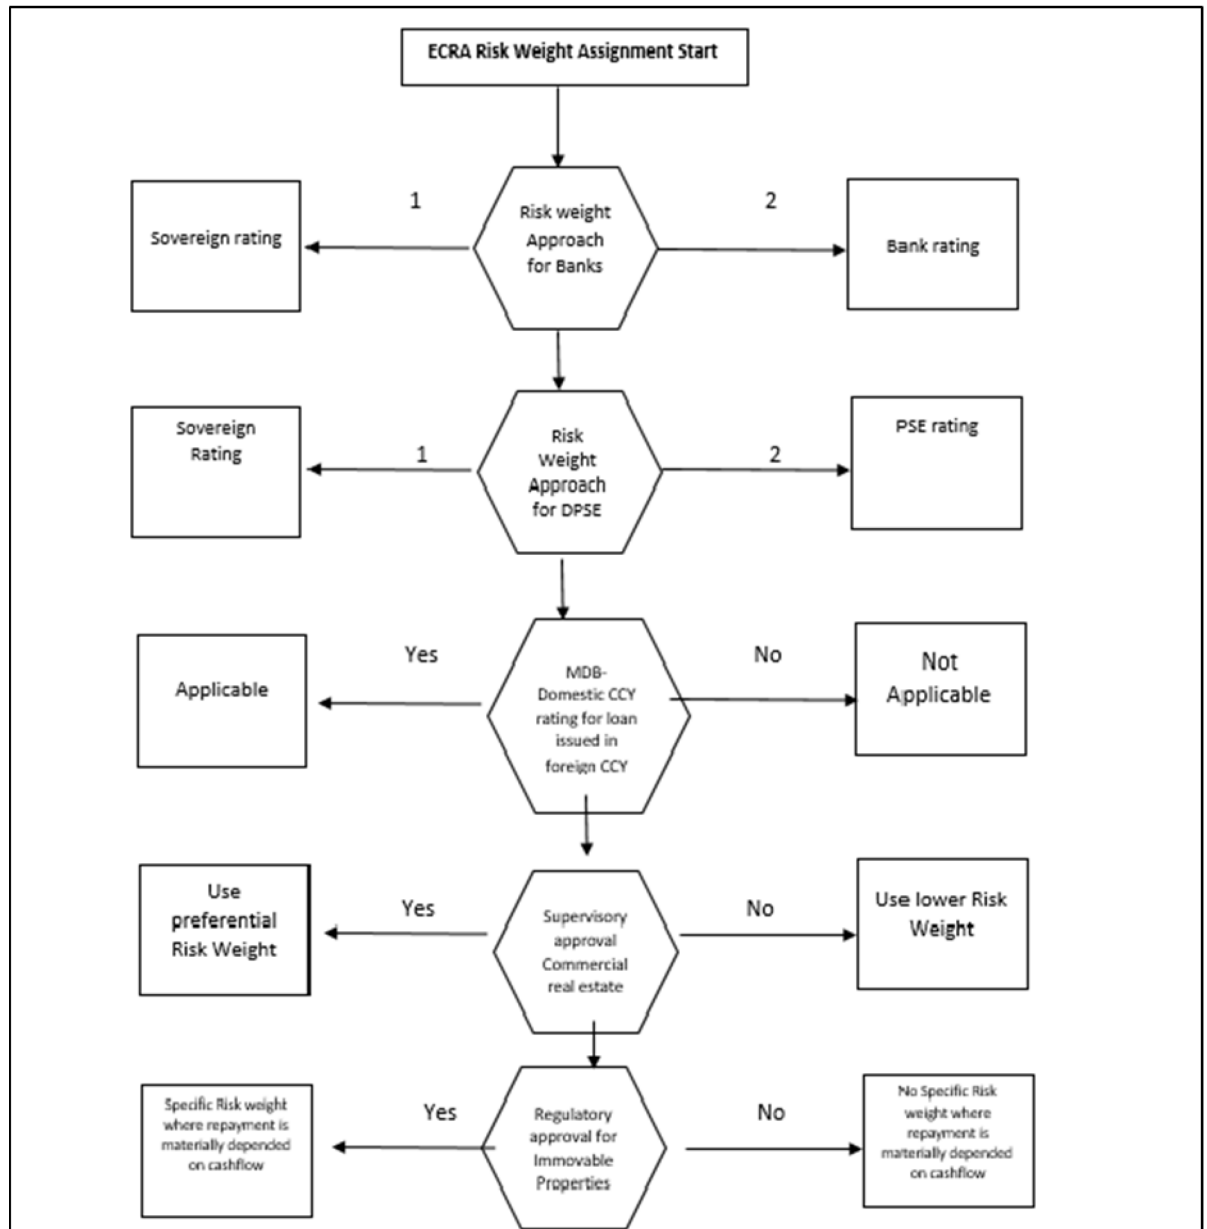 ECRA Risk Weight Assignment Start
1
2
Sovereign rating
Risk weight
Approach
for Banks
Bank rating
Sovereign
Rating
1
Risk
Weight
Approach
for DPSE
2
PSE rating
Applicable
Yes
MDB-
Domestic CCY
rating for loan
issued in
foreign CCY
No
Not
Applicable
Use
preferential
Risk Weight
Yes
Supervisory
approval
Commercial
real estate
No
Use lower Risk
Weight
Specific Risk weight
where repayment is
materially depended
on cashflow
Yes
Regulatory
approval for
Immovable
Properties
No
No Specific Risk
weight where
repayment is
materially depended
on cashflow